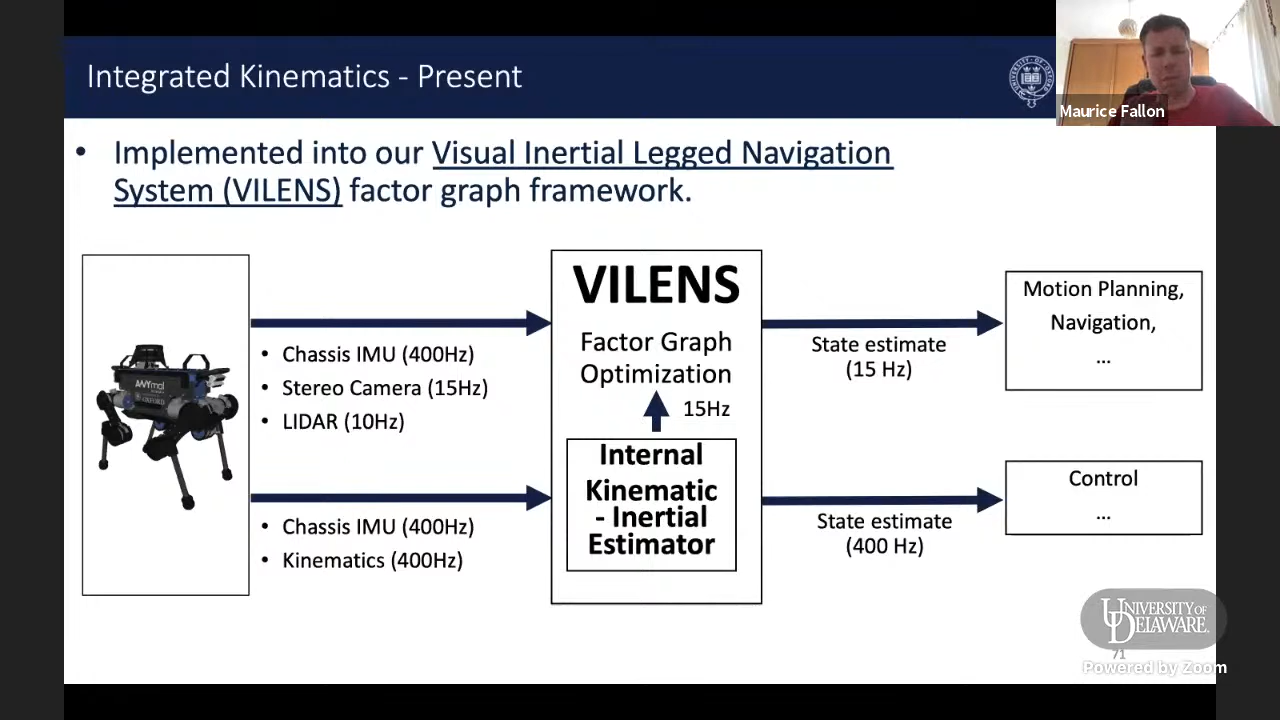 Integrated Kinematics - Present
Maurice Fallon
• Implemented into our Visual Inertial Legged Navigation
System (VILENS) factor graph framework.
• Chassis IMU (400Hz)
• Stereo Camera (15Hz)
• LIDAR (10Hz)
• Chassis IMU (400Hz)
• Kinematics (400Hz)
ANYmal
VILENS
Factor Graph
Optimization
15Hz
Internal
Kinematic
- Inertial
Estimator
State estimate
(15 Hz)
State estimate
(400 Hz)
Motion Planning,
Navigation,
...
Control
...
UNIVERSITY OF
DELAWARE.
71
Powered by Zoom